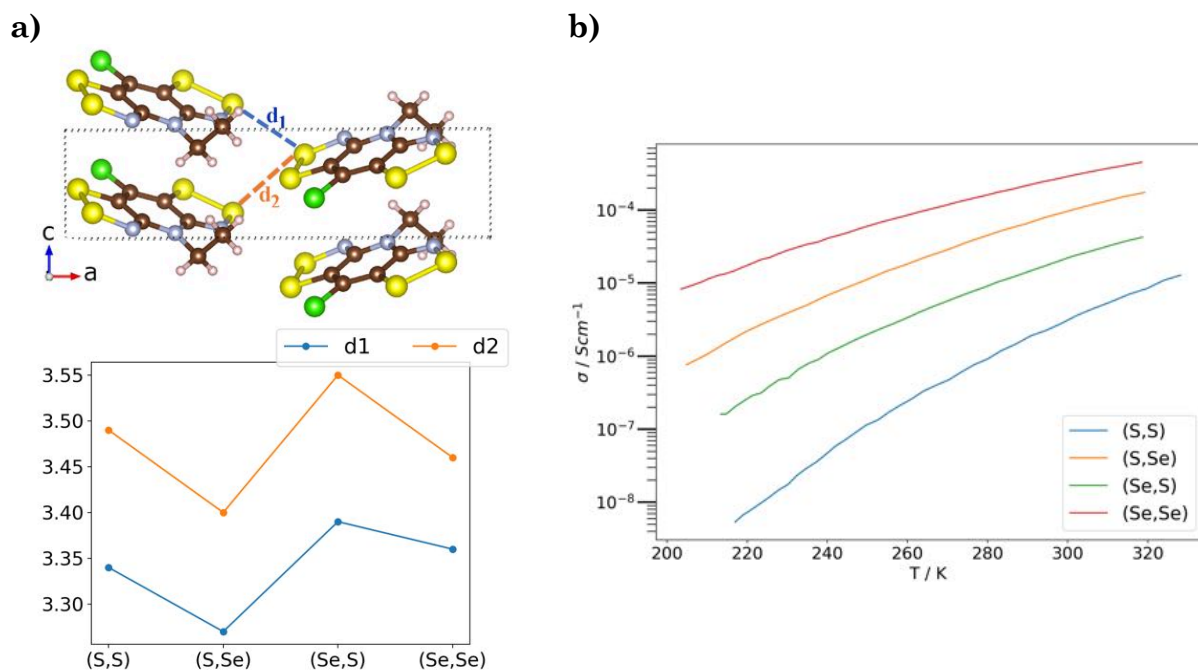 a)
d₁
d₂
c
a
d1
d2
3.55
3.50
3.45
3.40
3.35
3.30
(S,S)
(S,Se)
(Se,S)
(Se,Se)
b)
σ / Scm⁻¹
10⁻⁴
10⁻⁵
10⁻⁶
10⁻⁷
10⁻⁸
(S,S)
(S,Se)
(Se,S)
(Se,Se)
200 220 240 260 280 300 320
T / K